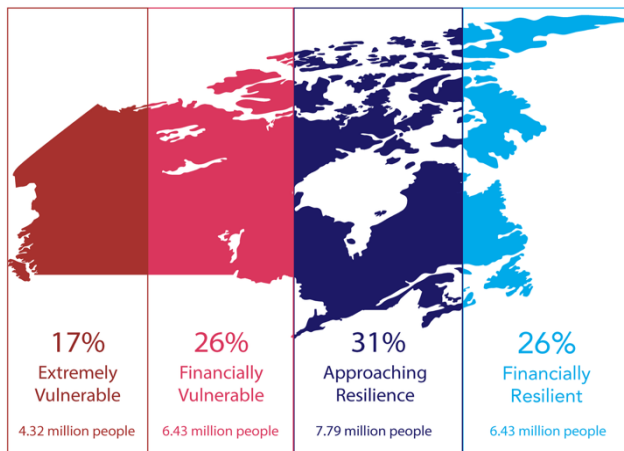 17%
Extremely
Vulnerable
4.32 million people
26%
Financially
Vulnerable
6.43 million people
31%
Approaching
Resilience
7.79 million people
26%
Financially
Resilient
6.43 million people